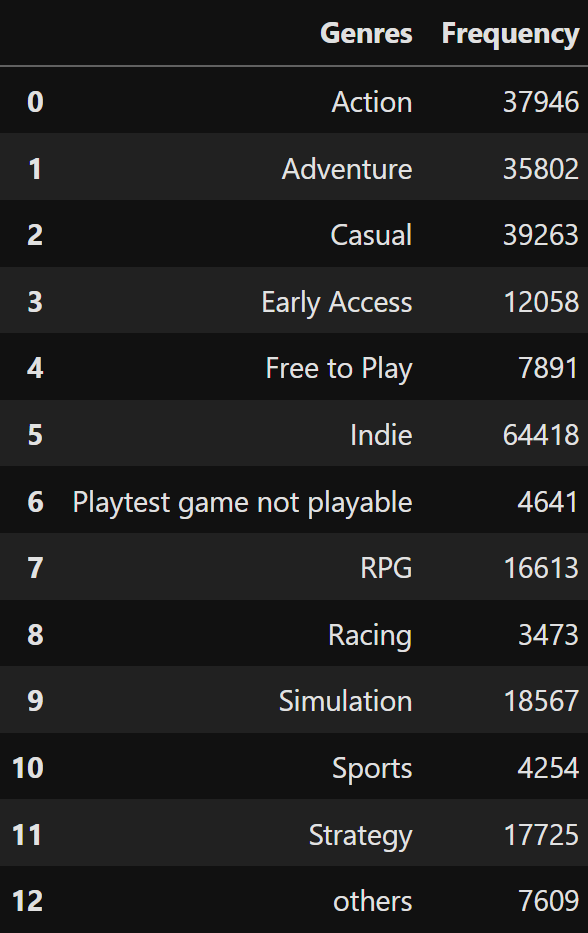 Genres Frequency
0 Action 37946
1 Adventure 35802
2 Casual 39263
3 Early Access 12058
4 Free to Play 7891
5 Indie 64418
6 Playtest game not playable 4641
7 RPG 16613
8 Racing 3473
9 Simulation 18567
10 Sports 4254
11 Strategy 17725
12 others 7609